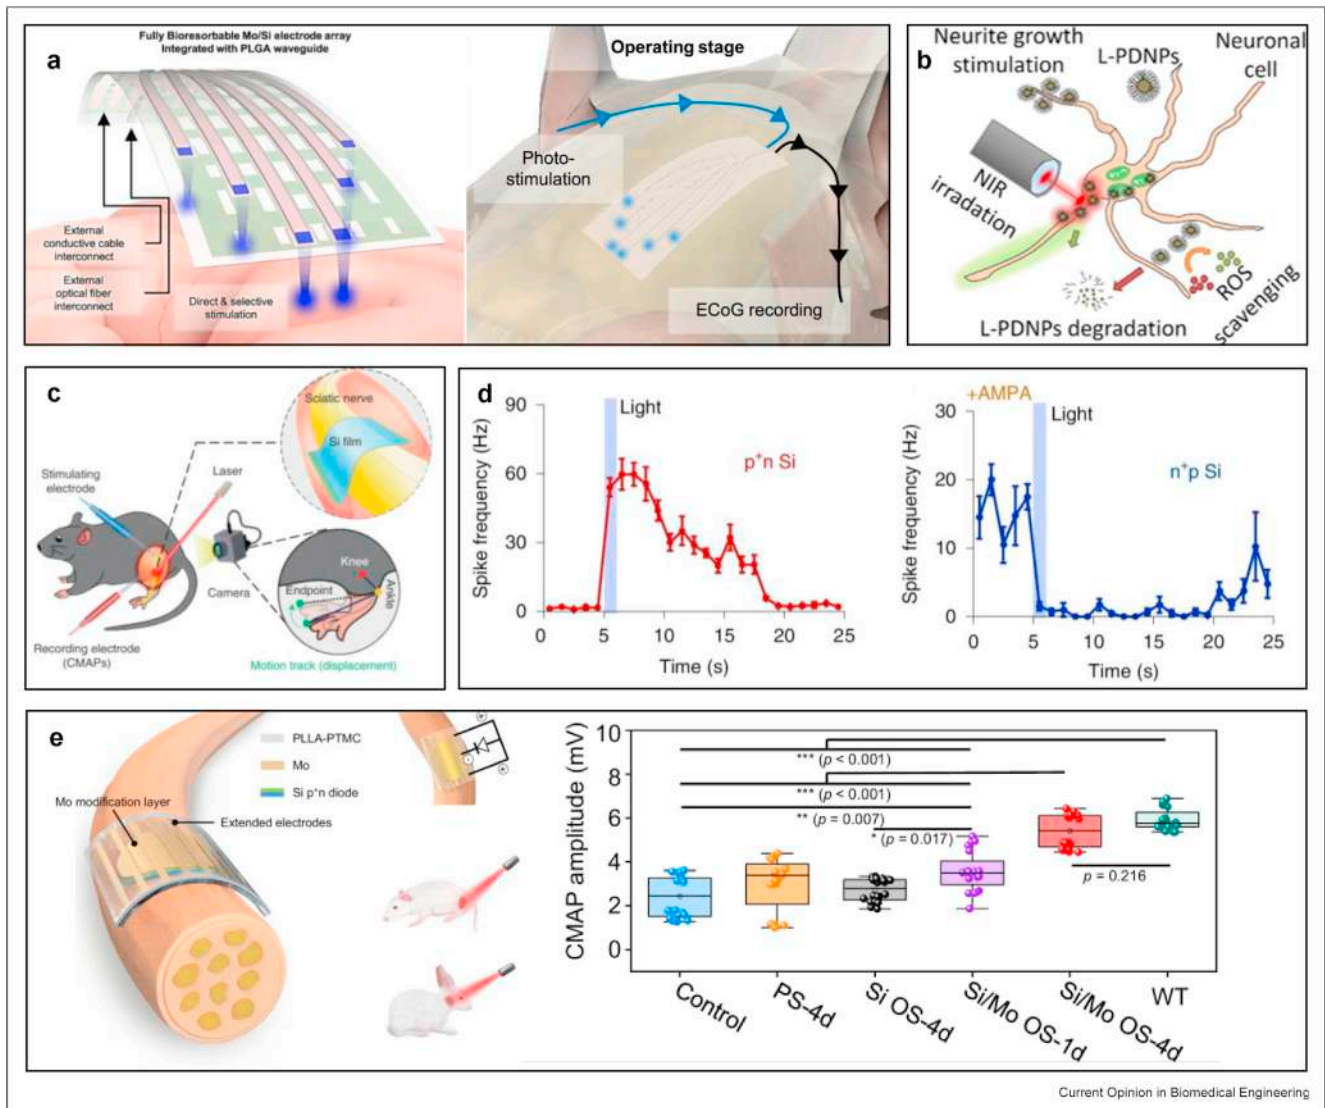 Fully Bioresorbable Mo/Si electrode array
Integrated with PLGA waveguide
a
External
conductive cable
interconnect
External
optical fiber
interconnect
Direct & selective
stimulation
Operating stage
Photo-
stimulation
ECoG recording
b
Neurite growth
stimulation
L-PDNPs
Neuronal
cell
NIR
irradation
ROS
scavenging
L-PDNPs degradation
c
Sciatic nerve
Si film
Stimulating
electrode
Laser
Camera
Knee
Endpoint
Ankle
Recording electrode
(CMAPs)
Motion track (displacement)
d
90
60
30
0
Spike frequency (Hz)
Light
p+n Si
0 5 10 15 20 25
Time (s)
+AMPA
30
20
10
0
Spike frequency (Hz)
Light
n+p Si
0 5 10 15 20 25
Time (s)
e
PLLA-PTMC
Mo
Si p+n diode
Mo modification layer
Extended electrodes
CMAP amplitude (mV)
10
8
6
4
2
0
*** (p < 0.001)
*** (p < 0.001)
** (p = 0.007)
* (p = 0.017)
p = 0.216
Control
PS-4d
Si OS-4d
Si/Mo OS-1d
Si/Mo OS-4d
WT
Current Opinion in Biomedical Engineering